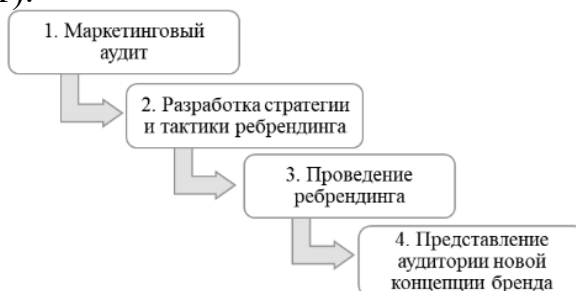 1. Маркетинговый
аудит
2. Разработка стратегии
и тактики ребрендинга
3. Проведение
ребрендинга
4. Представление
аудитории новой
концепции бренда